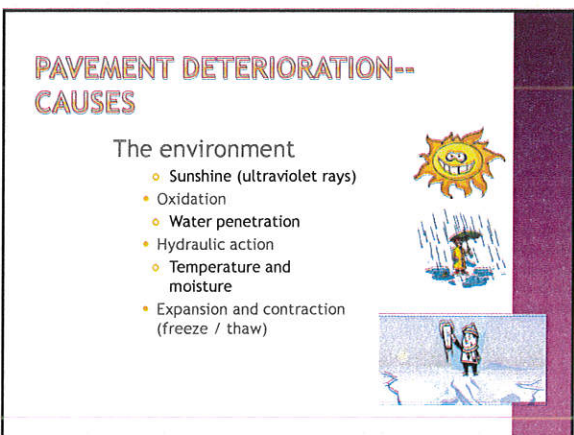 PAVEMENT DETERIORATION--
CAUSES
The environment
Sunshine (ultraviolet rays)
Oxidation
Water penetration
Hydraulic action
Temperature and
moisture
Expansion and contraction
(freeze / thaw)